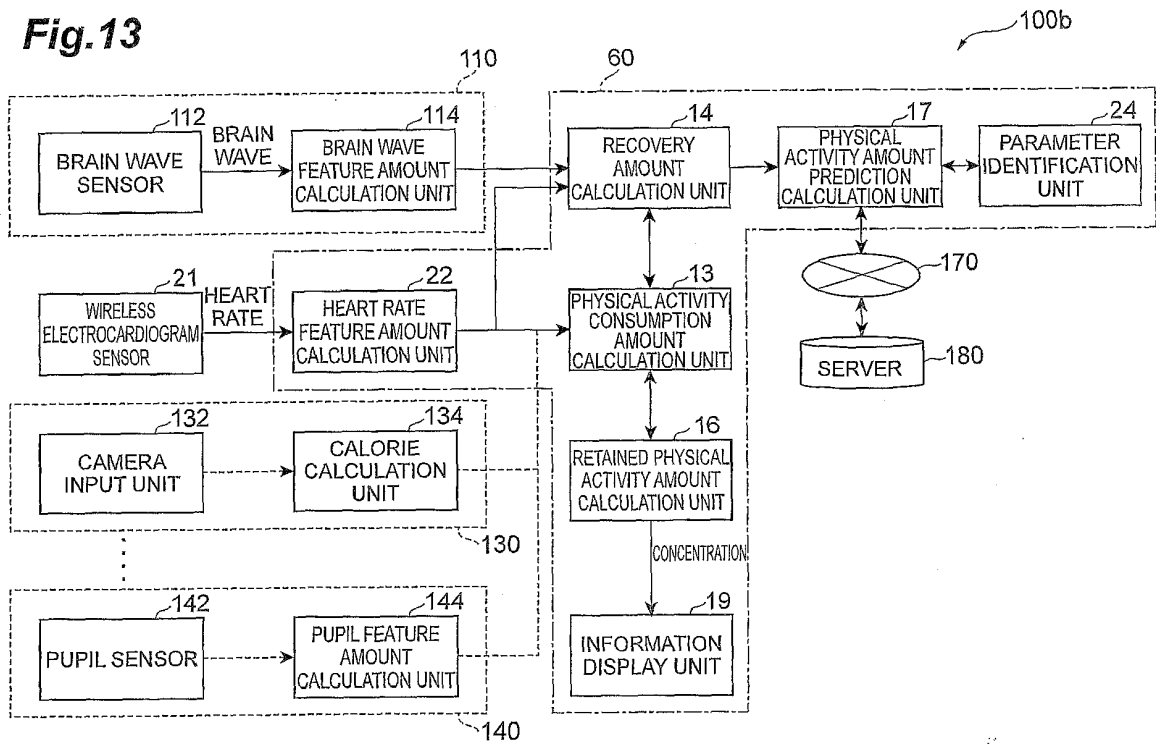 Fig.13
100b
110
60
112
BRAIN WAVE
SENSOR
BRAIN
WAVE
114
BRAIN WAVE
FEATURE AMOUNT
CALCULATION UNIT
14
RECOVERY
AMOUNT
CALCULATION UNIT
17
PHYSICAL
ACTIVITY AMOUNT
PREDICTION
CALCULATION UNIT
24
PARAMETER
IDENTIFICATION
UNIT
21
WIRELESS
ELECTROCARDIOGRAM
SENSOR
HEART
RATE
22
HEART RATE
FEATURE AMOUNT
CALCULATION UNIT
13
PHYSICAL ACTIVITY
CONSUMPTION
AMOUNT
CALCULATION UNIT
170
SERVER
180
132
CAMERA
INPUT UNIT
134
CALORIE
CALCULATION
UNIT
130
16
RETAINED PHYSICAL
ACTIVITY AMOUNT
CALCULATION UNIT
CONCENTRATION
142
PUPIL SENSOR
144
PUPIL FEATURE
AMOUNT
CALCULATION UNIT
140
19
INFORMATION
DISPLAY UNIT